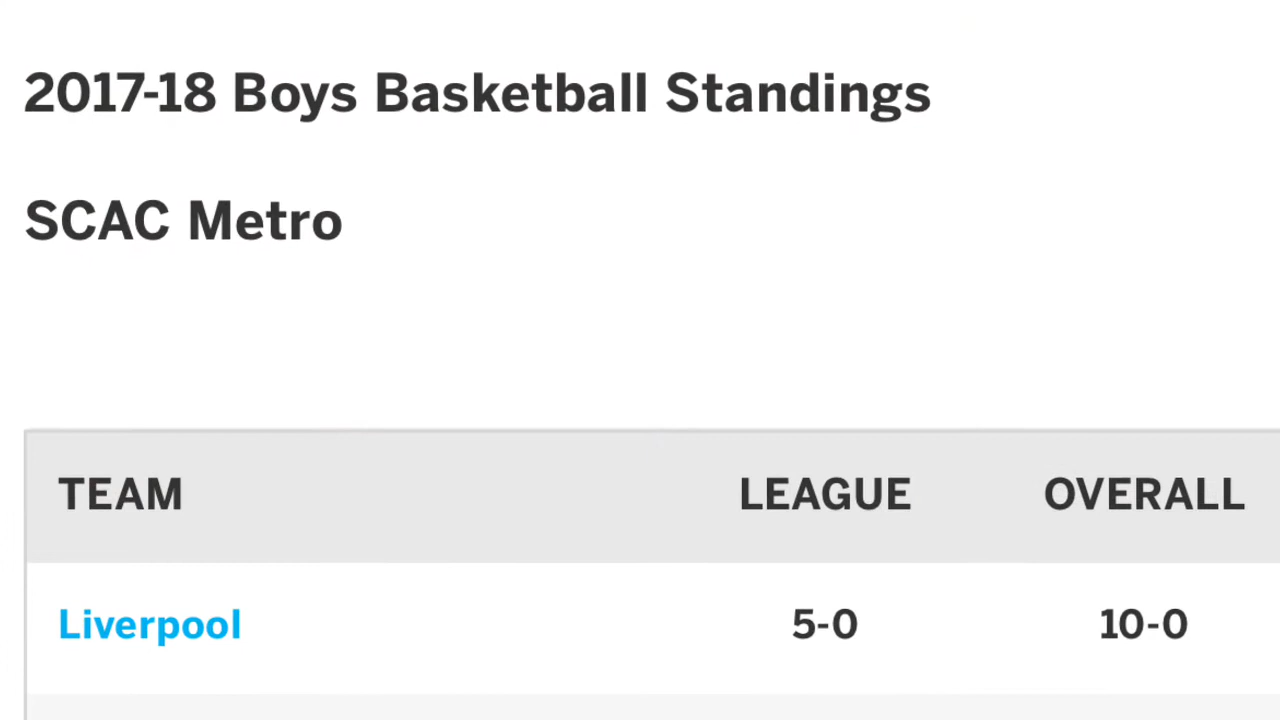 2017-18 Boys Basketball Standings
SCAC Metro
TEAM LEAGUE OVERALL
Liverpool 5-0 10-0